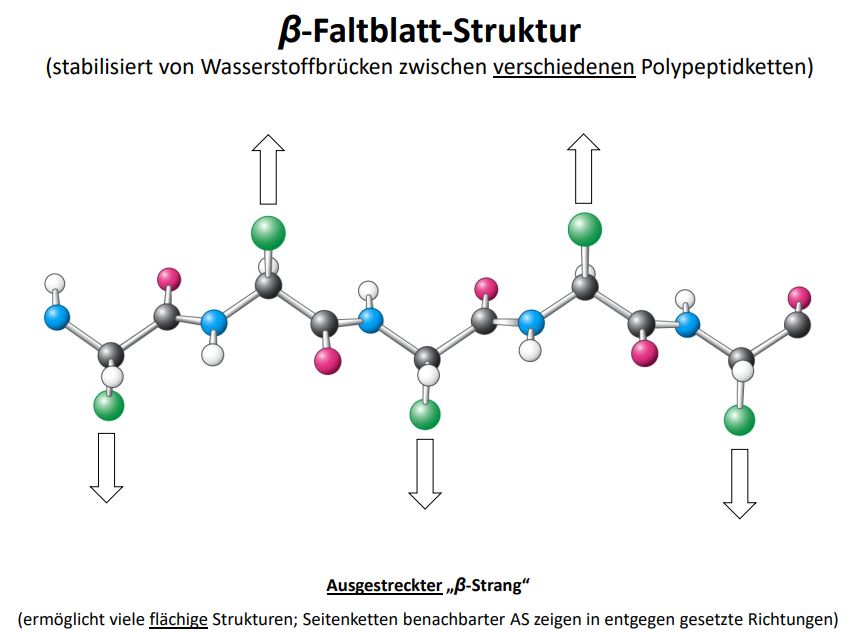 β-Faltblatt-Struktur
(stabilisiert von Wasserstoffbrücken zwischen verschiedenen Polypeptidketten)
Ausgestreckter „β-Strang“
(ermöglicht viele flächige Strukturen; Seitenketten benachbarter AS zeigen in entgegen gesetzte Richtungen)